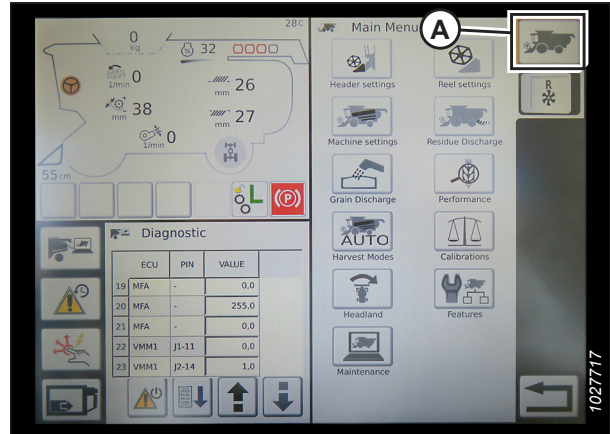 28C
Main Menu
A
0
kg
32
0
1/min
26
mm
38
mm
27
mm
0
1/min
R
55 cm
L
(P)
Header settings
Reel settings
Machine settings
Residue Discharge
Grain Discharge
Performance
AUTO
Harvest Modes
Calibrations
Headland
Features
Maintenance
Diagnostic
ECU PIN VALUE
19 MFA - 0,0
20 MFA - 255,0
21 MFA - 0,0
22 VMM1 J1-11 0,0
23 VMM1 J2-14 1,0
1027717